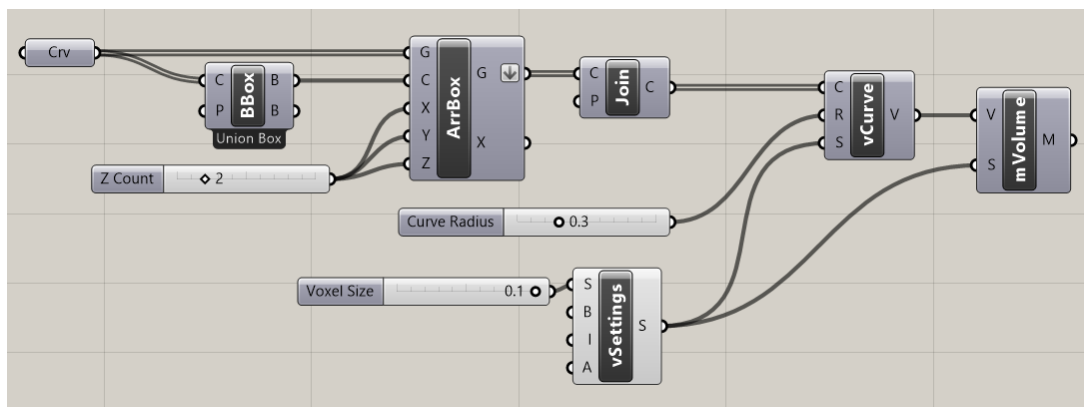 Crv
C
P
BBox
B
B
Union Box
Z Count
2
G
C
X
Y
Z
ArrBox
G
X
C
P
Join
C
Curve Radius
0.3
Voxel Size
0.1
S
B
I
A
vSettings
S
C
R
S
vCurve
V
V
S
mVolume
M